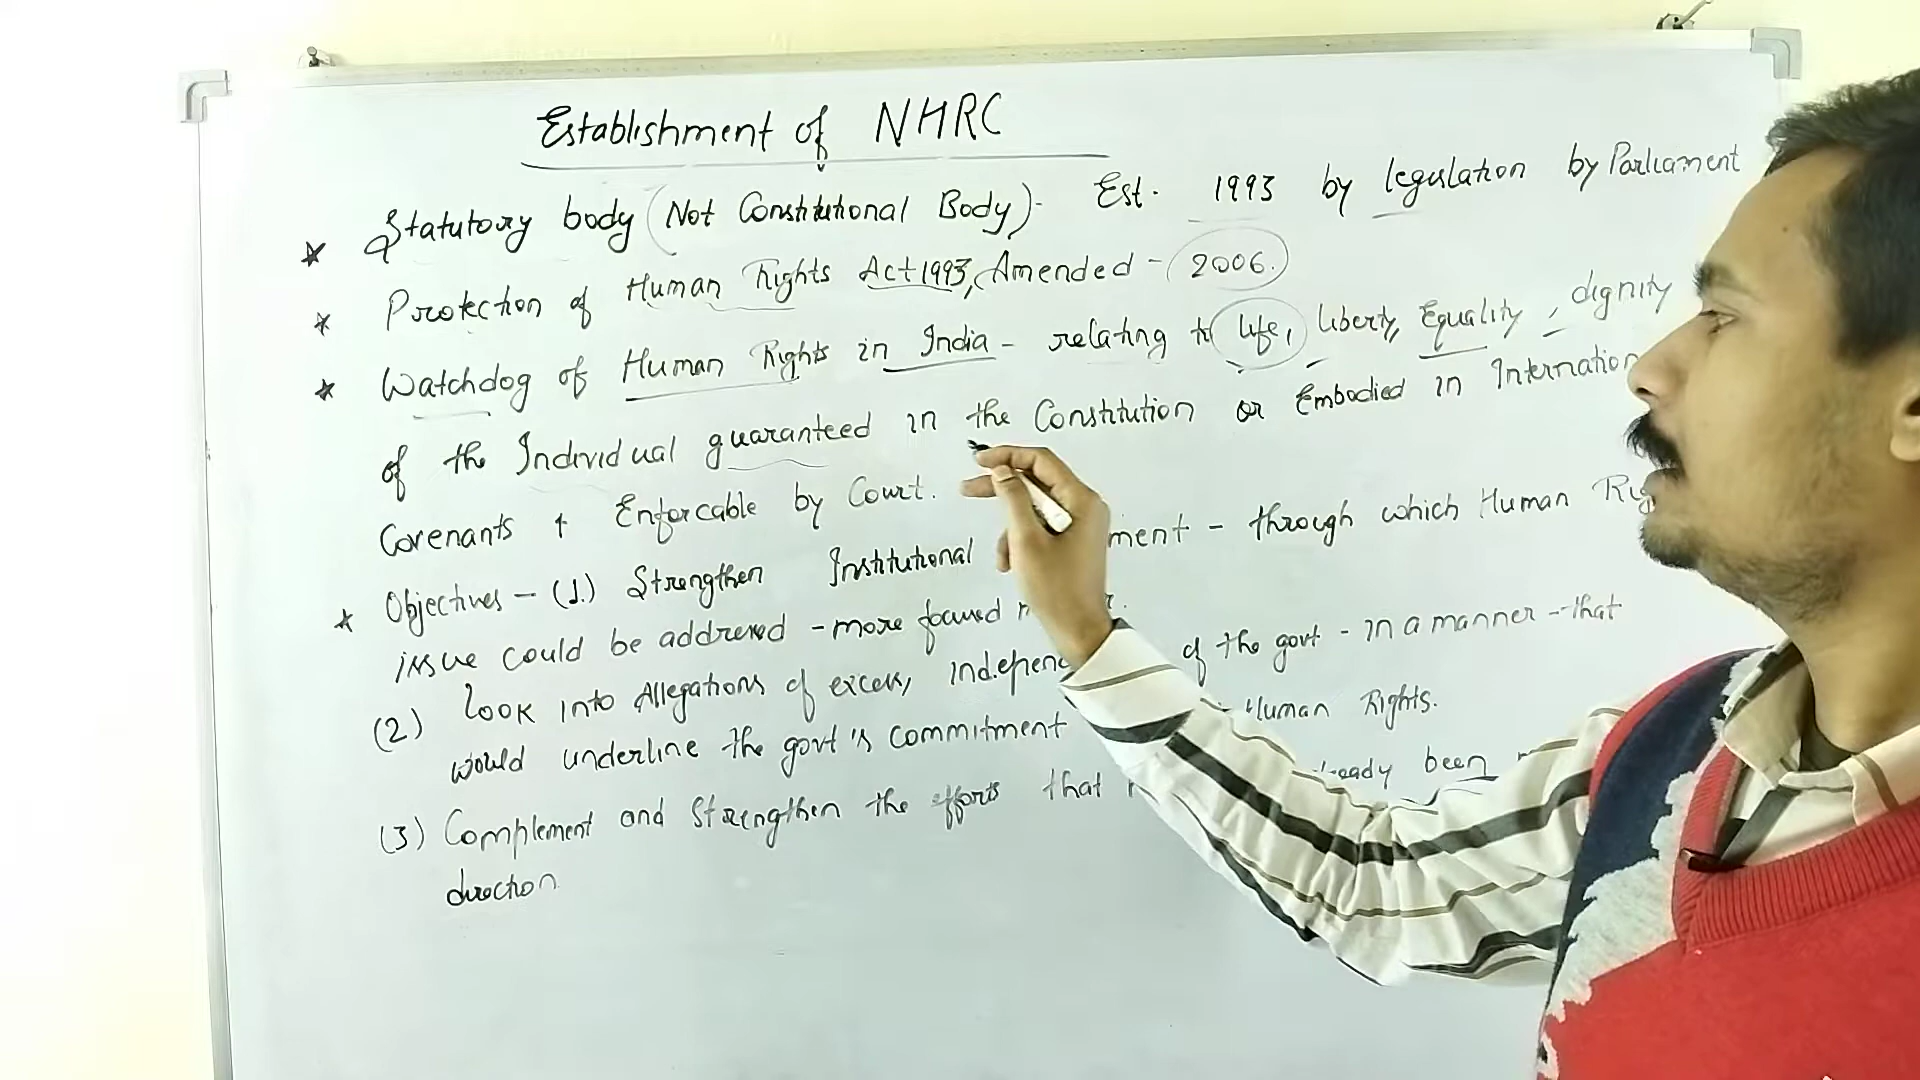 Establishment of NHRC
* Statutory body (Not Constitutional Body). Est. 1993 by legislation by Parliament
* Protection of Human Rights Act 1993, Amended - 2006.
* Watchdog of Human Rights in India - relating to life, liberty, Equality, dignity
of the Individual guaranteed in the Constitution or Embodied in Internation
Covenants + Enforcable by Court.
* Objectives - (1.) Strengthen Institutional ment - through which Human Rig
issue could be addressed - more focused
(2) Look into Allegations of excess, independ of the govt - in a manner - that
would underline the govt's commitment Human Rights.
(3) Complement and Strengthen the efforts that been
direction